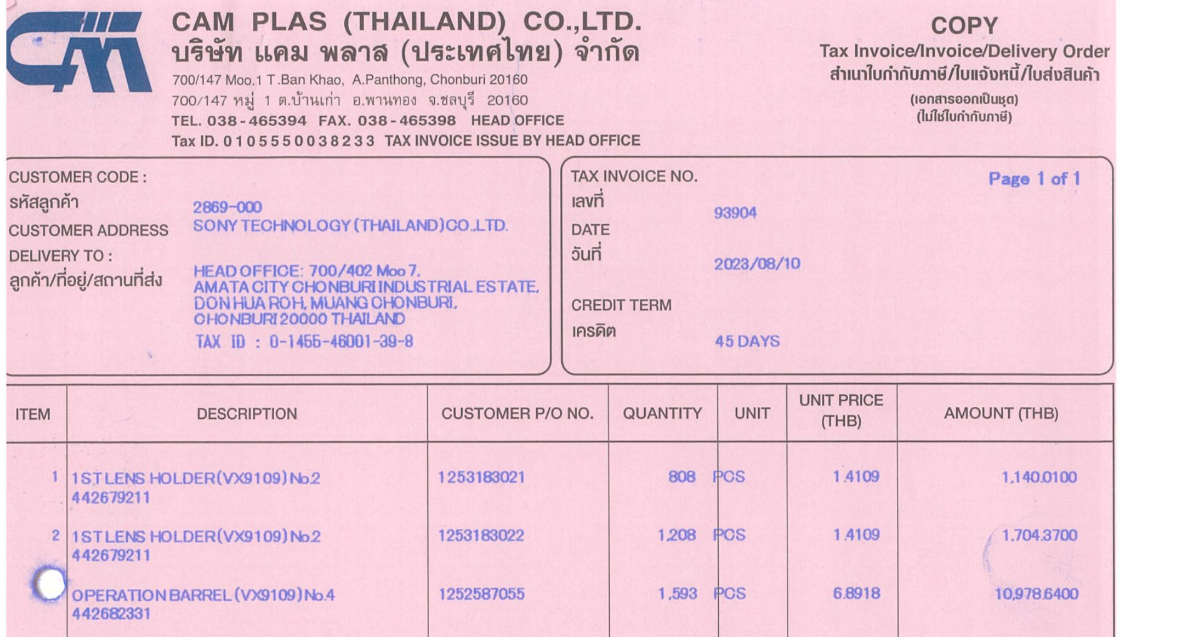 CAM PLAS (THAILAND) CO.,LTD.
บริษัท แคม พลาส (ประเทศไทย) จำกัด
700/147 Moo.1 T.Ban Khao, A.Panthong, Chonburi 20160
700/147 หมู่ 1 ต.บ้านเก่า อ.พานทอง จ.ชลบุรี 20160
TEL. 038-465394 FAX. 038-465398 HEAD OFFICE
Tax ID. 0105550038233 TAX INVOICE ISSUE BY HEAD OFFICE
COPY
Tax Invoice/Invoice/Delivery Order
สำเนาใบกำกับภาษี/ใบแจ้งหนี้/ใบส่งสินค้า
(เอกสารออกเป็นชุด)
(ไม่ใช่ใบกำกับภาษี)
CUSTOMER CODE :
รหัสลูกค้า 2869-000
CUSTOMER ADDRESS SONY TECHNOLOGY (THAILAND)CO.,LTD.
DELIVERY TO :
ลูกค้า/ที่อยู่/สถานที่ส่ง HEAD OFFICE: 700/402 Moo 7,
AMATA CITY CHONBURI INDUSTRIAL ESTATE,
DON HUA ROH, MUANG CHONBURI,
CHONBURI 20000 THAILAND
TAX ID : 0-1455-46001-39-8
TAX INVOICE NO. Page 1 of 1
เลขที่ 93904
DATE
วันที่ 2023/08/10
CREDIT TERM
เครดิต 45 DAYS
ITEM DESCRIPTION CUSTOMER P/O NO. QUANTITY UNIT UNIT PRICE (THB) AMOUNT (THB)
1 1ST LENS HOLDER(VX9109) No.2 1253183021 808 PCS 1.4109 1,140.0100
442679211
2 1ST LENS HOLDER(VX9109) No.2 1253183022 1,208 PCS 1.4109 1,704.3700
442679211
OPERATION BARREL (VX9109) No.4 1252587055 1,593 PCS 6.8918 10,978.6400
442682331